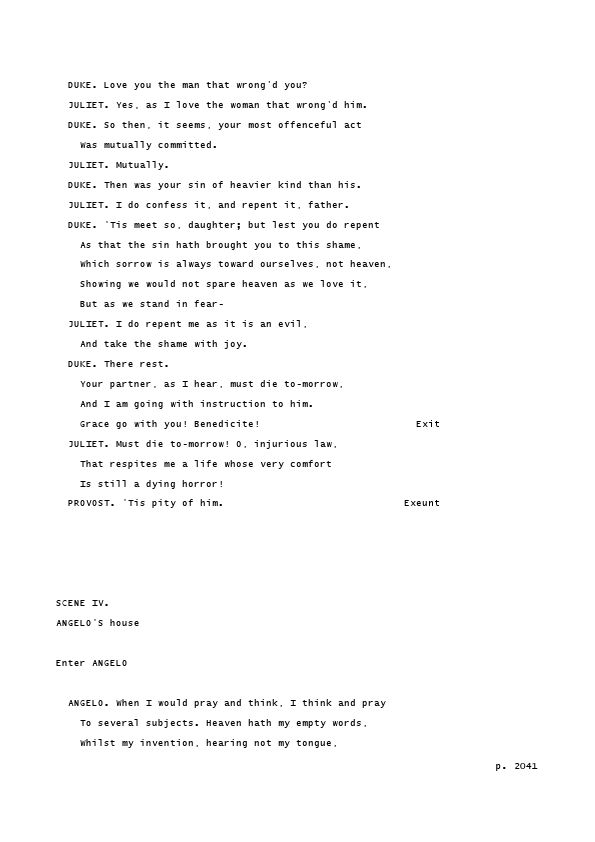 DUKE. Love you the man that wrong'd you?
JULIET. Yes, as I love the woman that wrong'd him.
DUKE. So then, it seems, your most offenceful act
Was mutually committed.
JULIET. Mutually.
DUKE. Then was your sin of heavier kind than his.
JULIET. I do confess it, and repent it, father.
DUKE. 'Tis meet so, daughter; but lest you do repent
As that the sin hath brought you to this shame,
Which sorrow is always toward ourselves, not heaven,
Showing we would not spare heaven as we love it,
But as we stand in fear-
JULIET. I do repent me as it is an evil,
And take the shame with joy.
DUKE. There rest.
Your partner, as I hear, must die to-morrow,
And I am going with instruction to him.
Grace go with you! Benedicite! Exit
JULIET. Must die to-morrow! O, injurious law,
That respites me a life whose very comfort
Is still a dying horror!
PROVOST. 'Tis pity of him. Exeunt
SCENE IV.
ANGELO'S house
Enter ANGELO
ANGELO. When I would pray and think, I think and pray
To several subjects. Heaven hath my empty words,
Whilst my invention, hearing not my tongue,
p. 2041